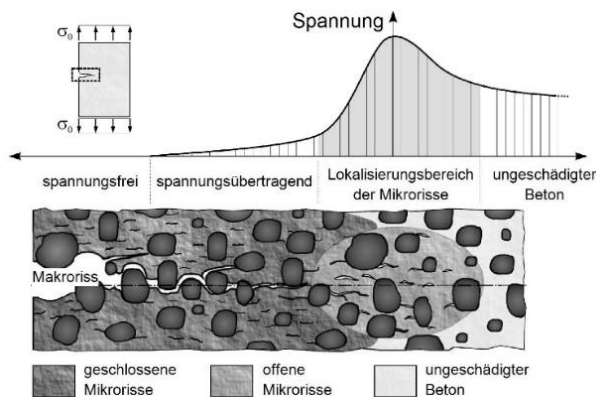 Spannung
σ₀
σ₀
spannungsfrei
spannungsübertragend
Lokalisierungsbereich
der Mikrorisse
ungeschädigter
Beton
Makroriss
geschlossene
Mikrorisse
offene
Mikrorisse
ungeschädigter
Beton